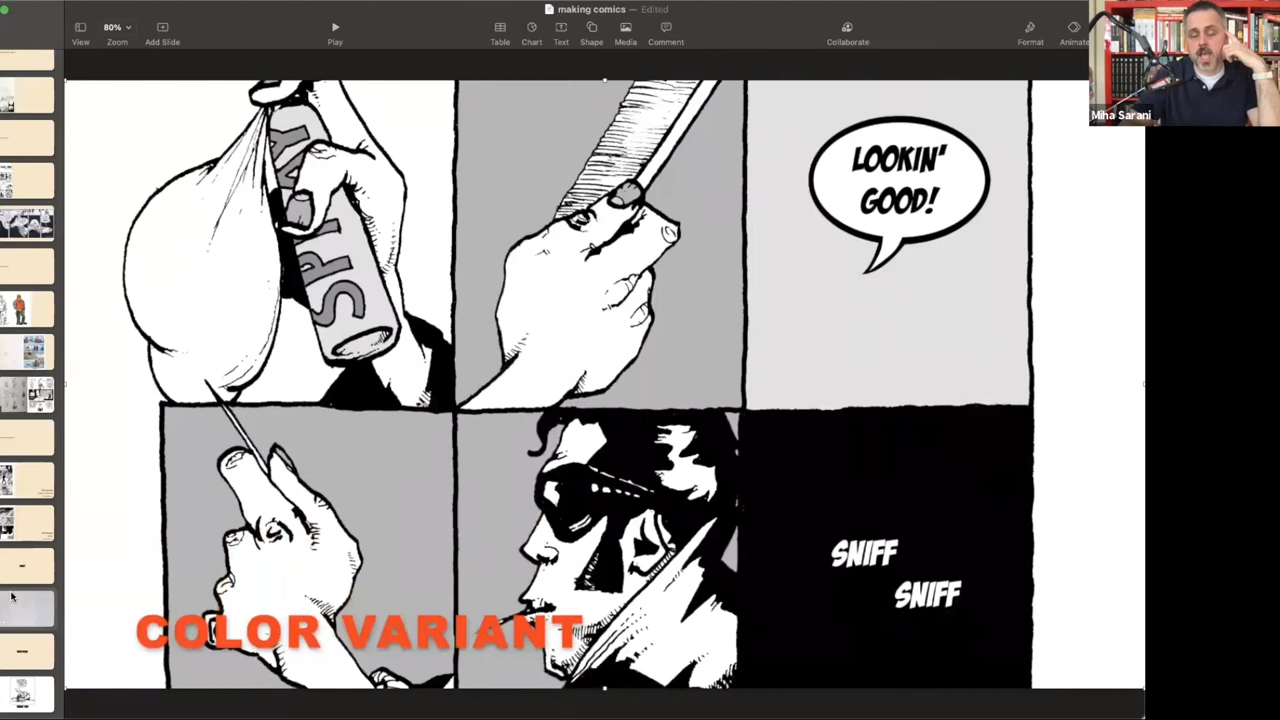 making comics — Edited
80%
View
Zoom
Add Slide
Play
Table
Chart
Text
Shape
Media
Comment
Collaborate
Format
Animate
Miha Sarani
SPRAY
LOOKIN'
GOOD!
SNIFF
SNIFF
COLOR VARIANT